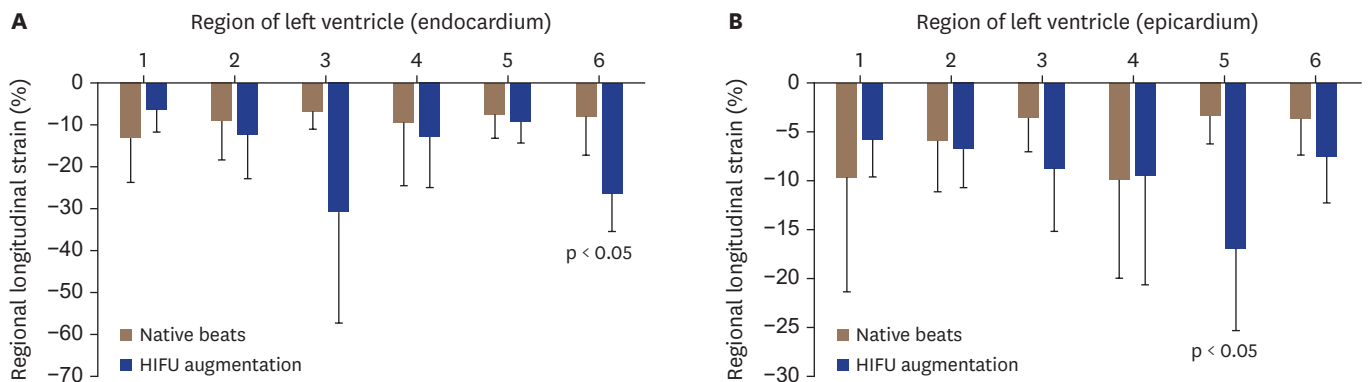 A
Region of left ventricle (endocardium)
1 2 3 4 5 6
Regional longitudinal strain (%)
0
−10
−20
−30
−40
−50
−60
−70
p < 0.05
Native beats
HIFU augmentation
B
Region of left ventricle (epicardium)
1 2 3 4 5 6
Regional longitudinal strain (%)
0
−5
−10
−15
−20
−25
−30
p < 0.05
Native beats
HIFU augmentation